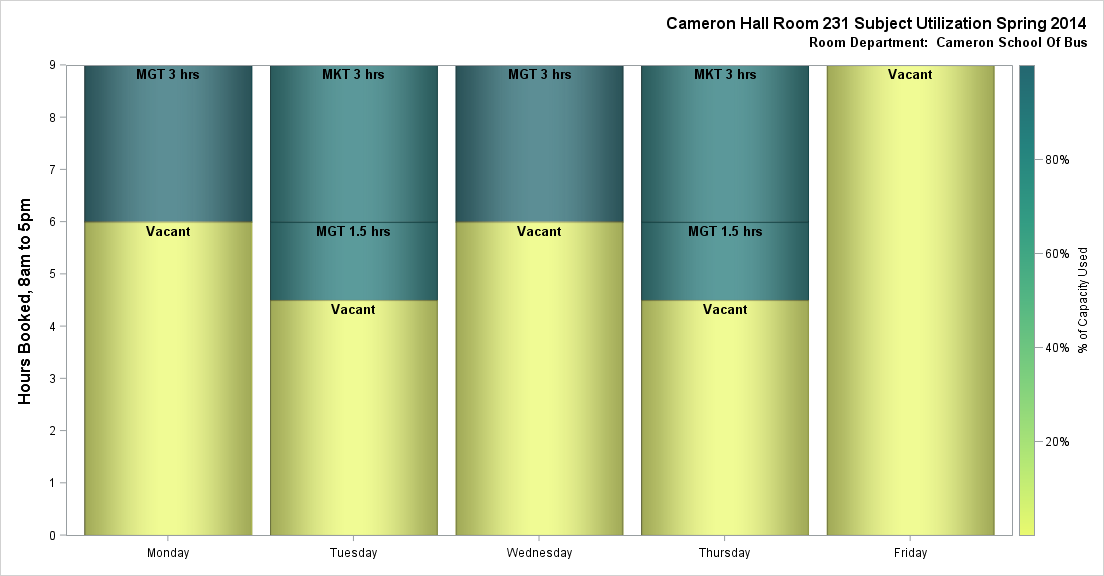 Cameron Hall Room 231 Subject Utilization Spring 2014
Room Department:  Cameron School Of Bus
Hours Booked, 8am to 5pm
9
8
7
6
5
4
3
2
1
0
MGT 3 hrs
Vacant
MKT 3 hrs
MGT 1.5 hrs
Vacant
MGT 3 hrs
Vacant
MKT 3 hrs
MGT 1.5 hrs
Vacant
Vacant
Monday
Tuesday
Wednesday
Thursday
Friday
80%
60%
40%
20%
% of Capacity Used